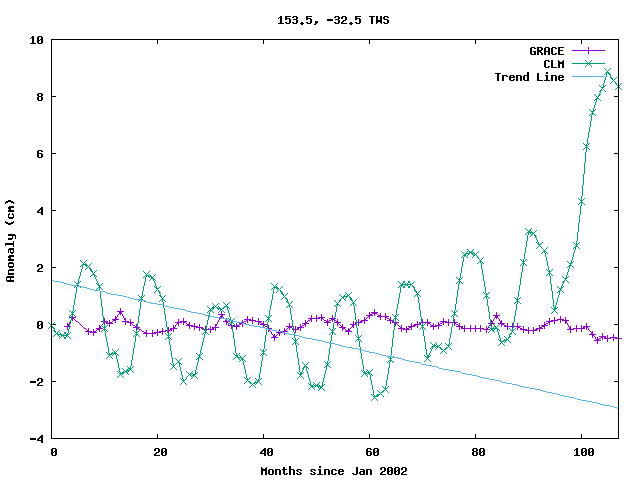 153.5, -32.5 TWS
10
GRACE
CLM
Trend Line
8
6
4
2
0
-2
-4
Anomaly (cm)
0 20 40 60 80 100
Months since Jan 2002